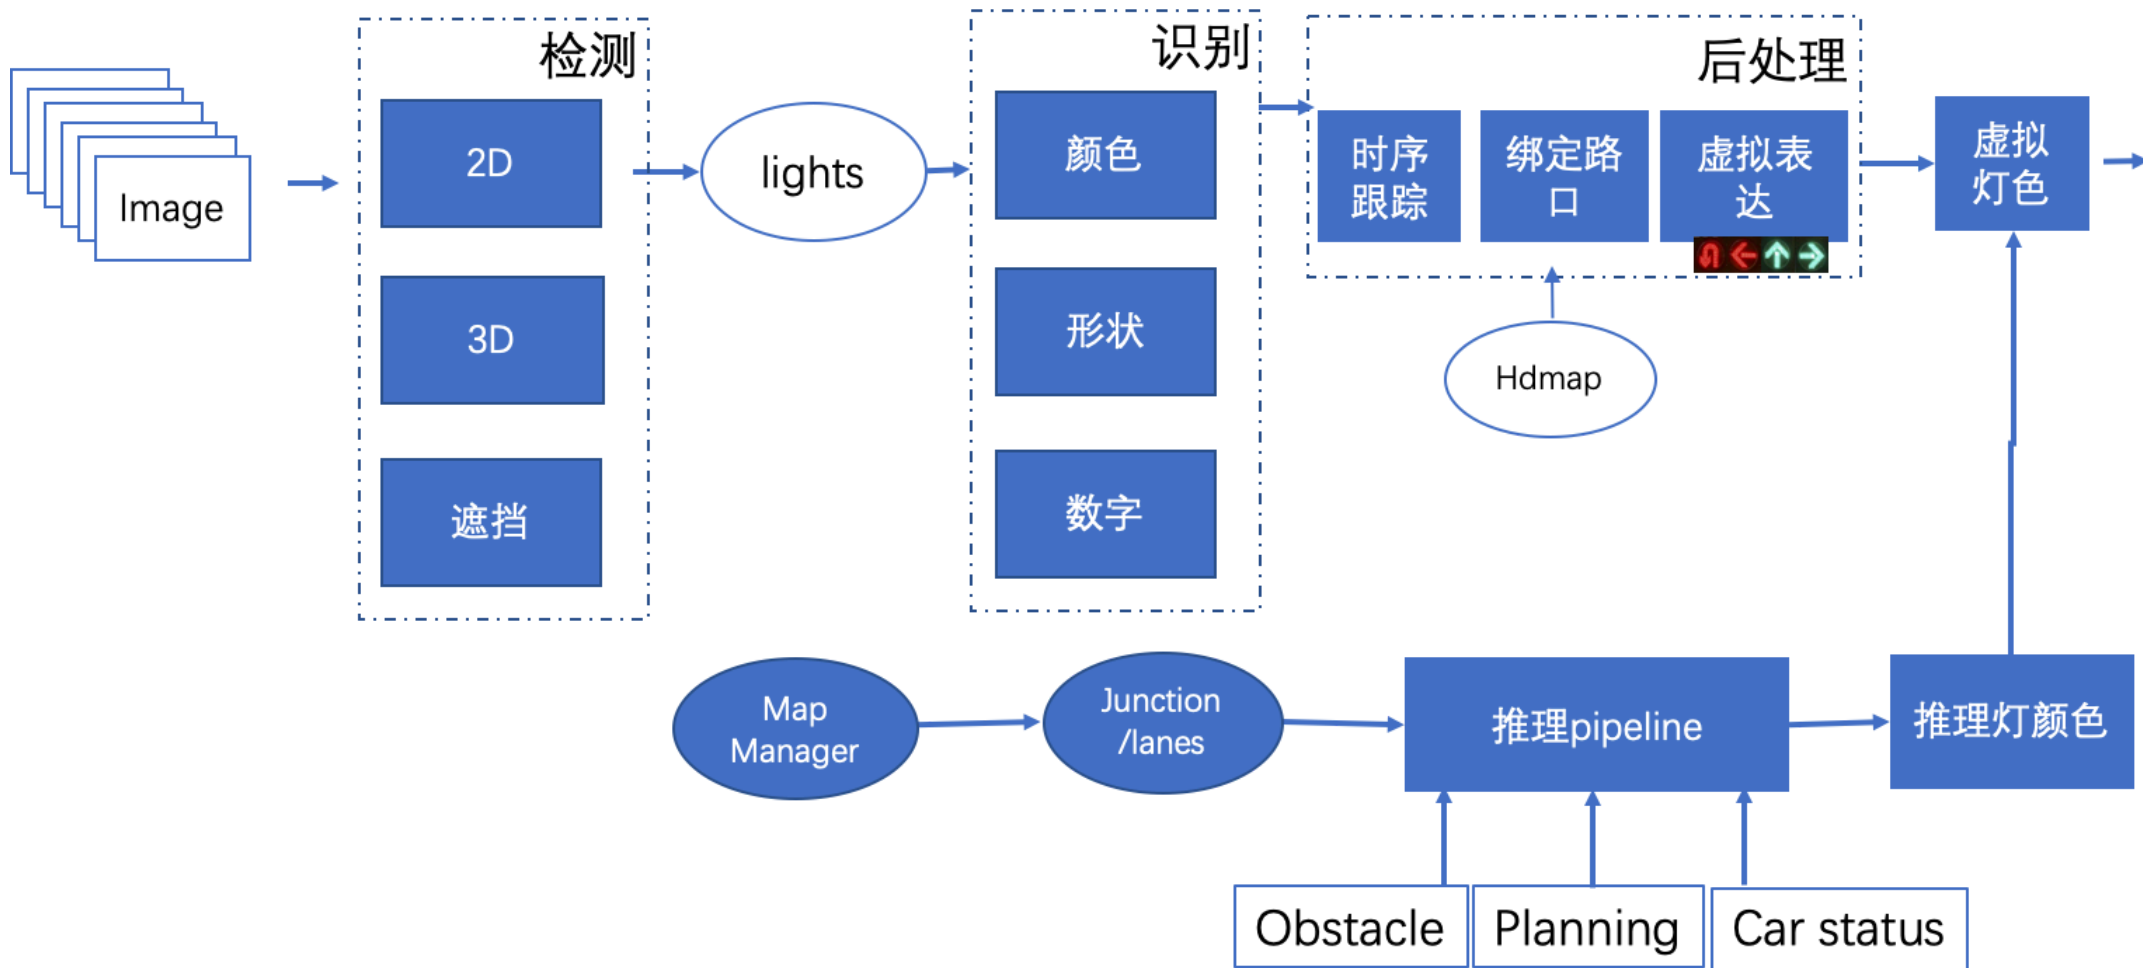 检测
识别
后处理
Image
2D
3D
遮挡
lights
颜色
形状
数字
时序
跟踪
绑定路
口
虚拟表
达
Hdmap
虚拟
灯色
Map
Manager
Junction
/lanes
推理pipeline
推理灯颜色
Obstacle
Planning
Car status